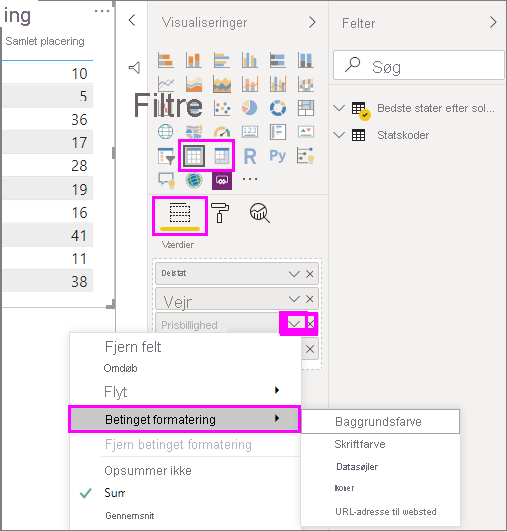 ing
Samlet placering
10
5
36
17
28
19
16
41
11
38
Filtre
Visualiseringer
123
R
Py
Værdier
Delstat
Vejr
Prisbillighed
Felter
Søg
Bedste stater efter sol...
Statskoder
Fjern felt
Omdøb
Flyt
Betinget formatering
Fjern betinget formatering
Opsummer ikke
Sum
Gennemsnit
Baggrundsfarve
Skriftfarve
Datasøjler
Ikoner
URL-adresse til websted